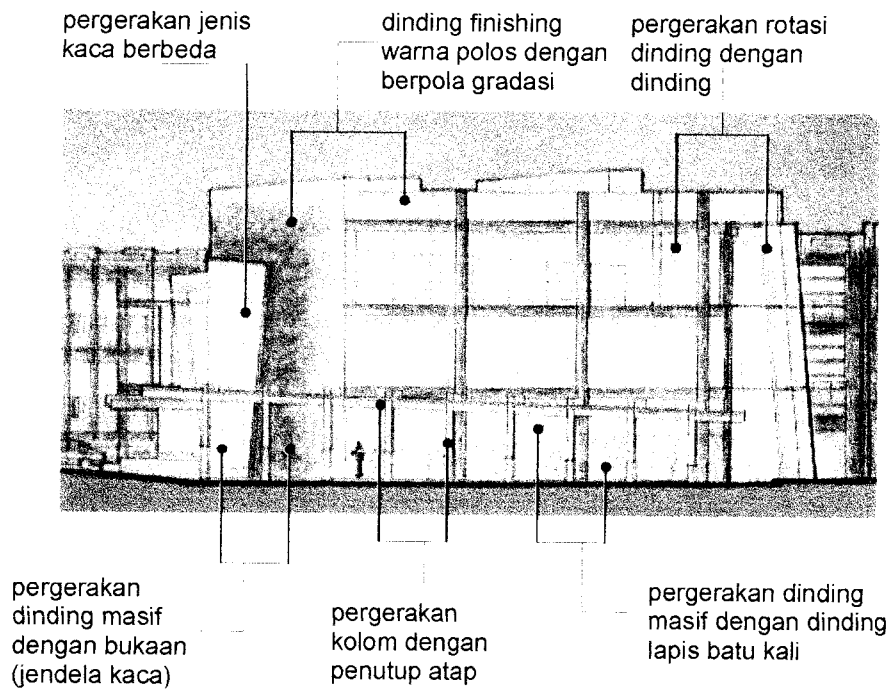 pergerakan jenis
kaca berbeda
dinding finishing
warna polos dengan
berpola gradasi
pergerakan rotasi
dinding dengan
dinding
pergerakan
dinding masif
dengan bukaan
(jendela kaca)
pergerakan
kolom dengan
penutup atap
pergerakan dinding
masif dengan dinding
lapis batu kali